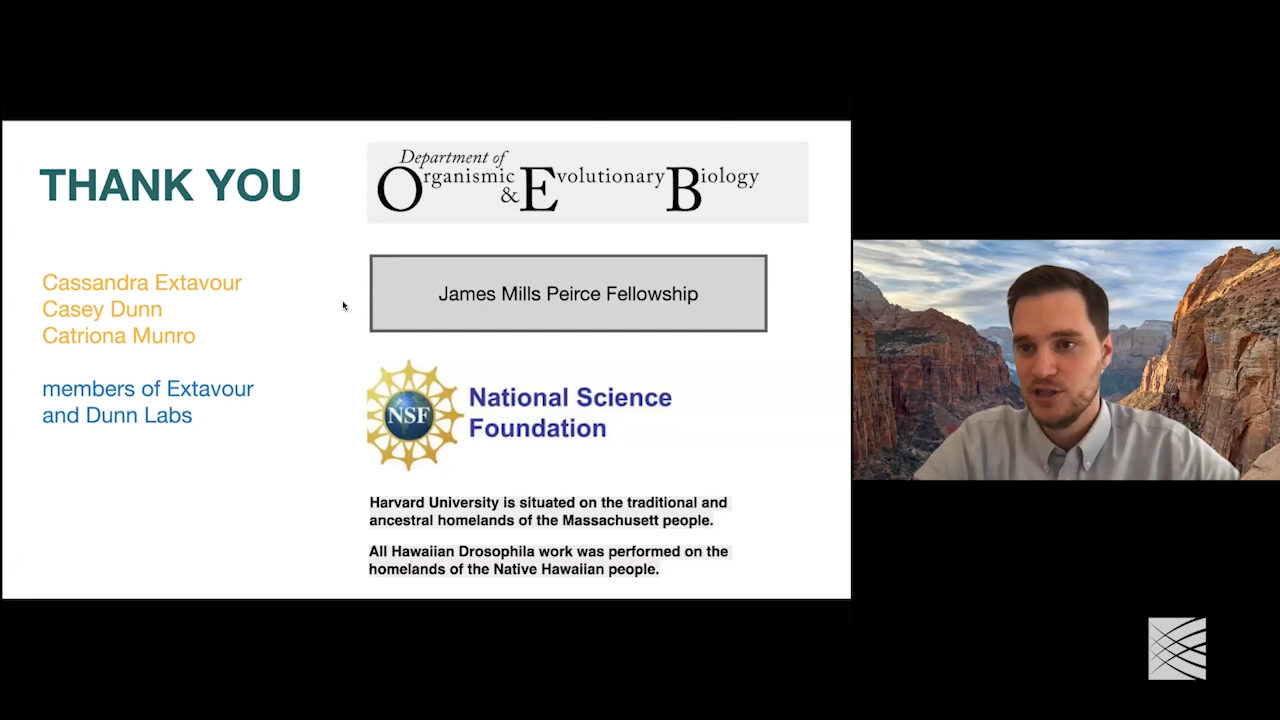 THANK YOU
Cassandra Extavour
Casey Dunn
Catriona Munro
members of Extavour
and Dunn Labs
Department of
Organismic
& Evolutionary Biology
James Mills Peirce Fellowship
NSF
National Science
Foundation
Harvard University is situated on the traditional and
ancestral homelands of the Massachusett people.
All Hawaiian Drosophila work was performed on the
homelands of the Native Hawaiian people.